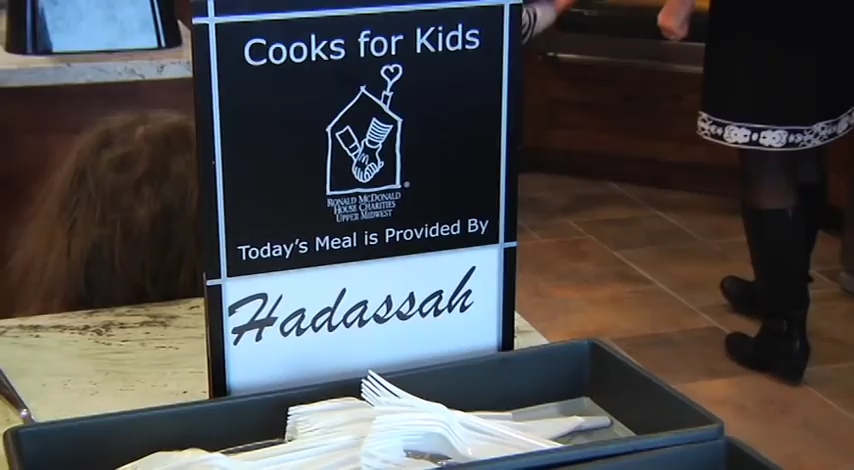 Cooks for Kids
Ronald McDonald
House Charities
Upper Midwest
Today's Meal is Provided By
Hadassah